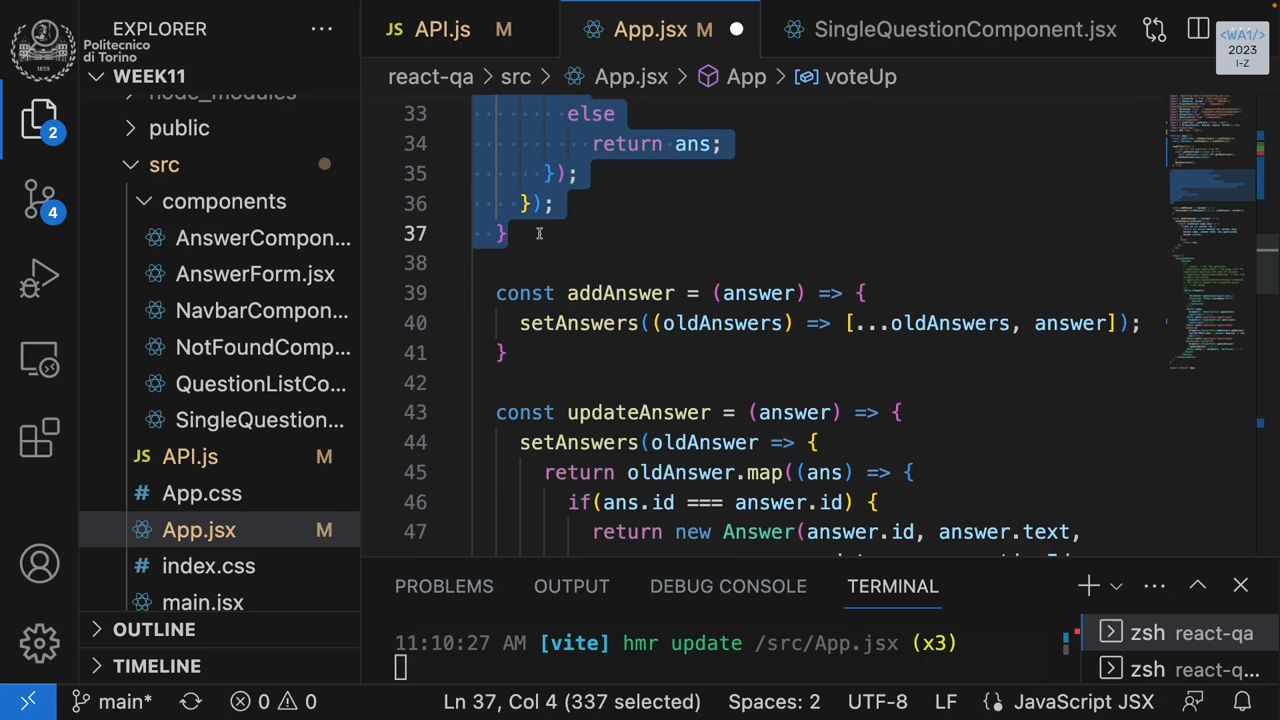 Politecnico
di Torino
EXPLORER
WEEK11
node_modules
public
src
components
AnswerCompon...
AnswerForm.jsx
NavbarCompon...
NotFoundComp...
QuestionListCo...
SingleQuestion...
JS API.js M
# App.css
App.jsx M
# index.css
main.jsx
OUTLINE
TIMELINE
2
4
JS API.js M
App.jsx M
SingleQuestionComponent.jsx
<WA1/>
2023
I-Z
react-qa > src > App.jsx > App > voteUp
33 else
34 return ans;
35 });
36 });
37 }
38
39 const addAnswer = (answer) => {
40 setAnswers((oldAnswers) => [...oldAnswers, answer]);
41 }
42
43 const updateAnswer = (answer) => {
44 setAnswers(oldAnswer => {
45 return oldAnswer.map((ans) => {
46 if(ans.id === answer.id) {
47 return new Answer(answer.id, answer.text,
PROBLEMS OUTPUT DEBUG CONSOLE TERMINAL
11:10:27 AM [vite] hmr update /src/App.jsx (x3)
zsh react-qa
zsh react-q...
main* 0 0 Ln 37, Col 4 (337 selected) Spaces: 2 UTF-8 LF {} JavaScript JSX